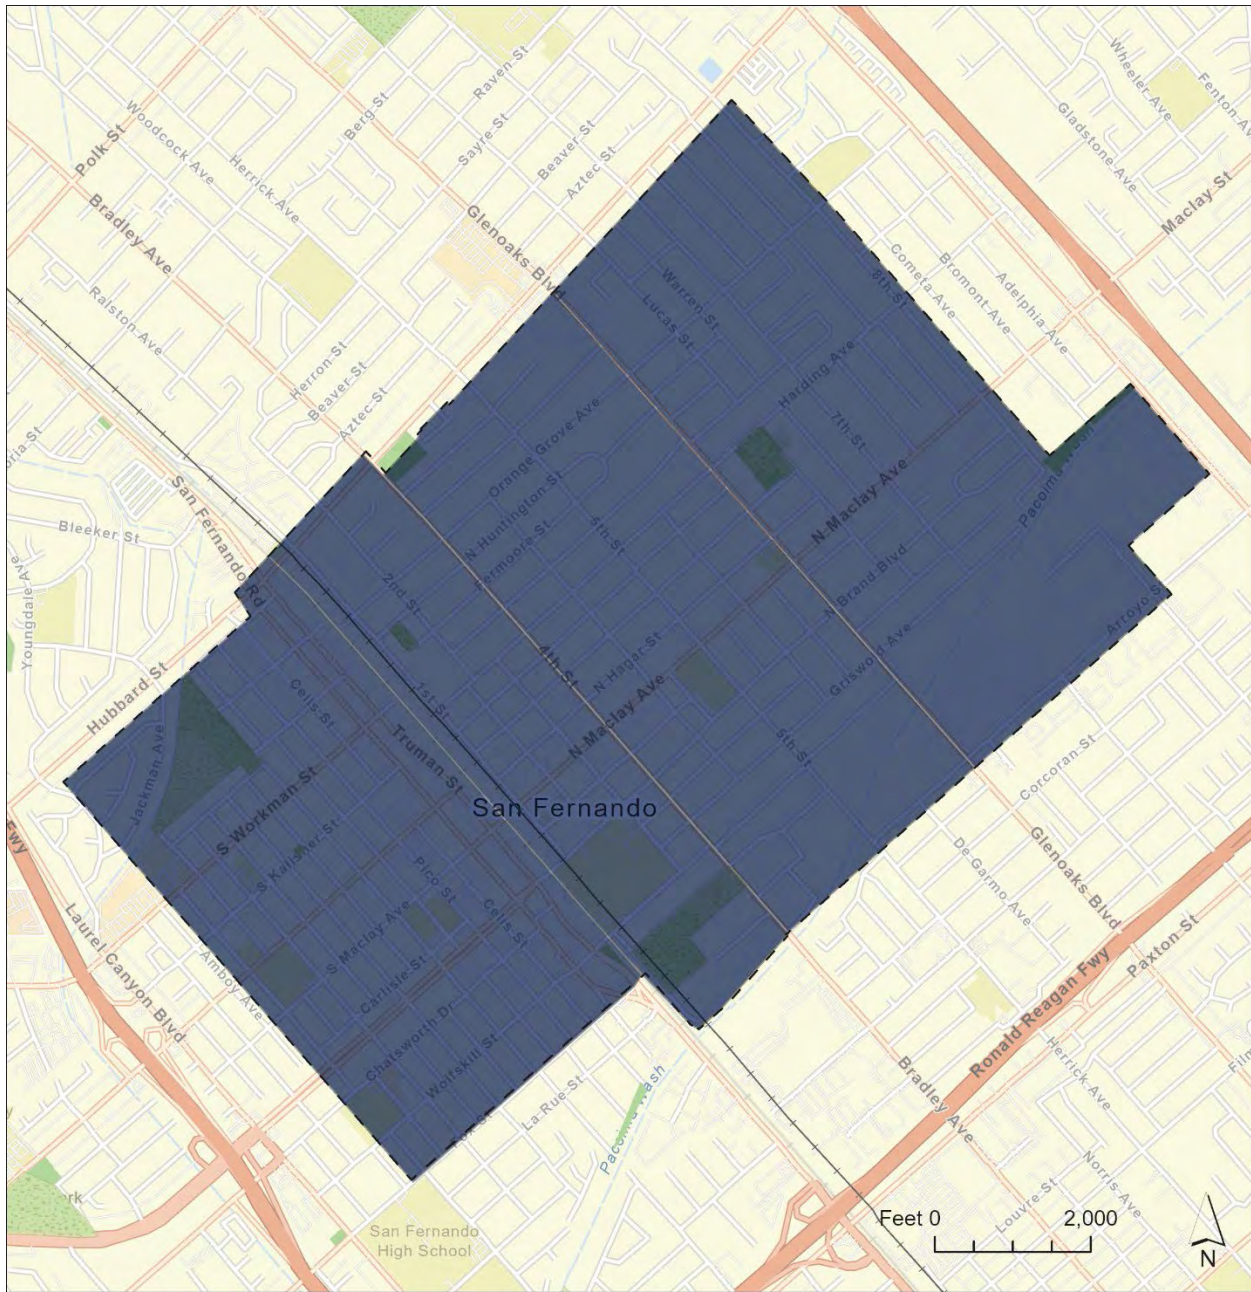 Raven St
Wheeler Ave
Fenton Av
Berg St
Woodcock Ave
Sayre St
Gladstone Ave
Polk St
Herrick Ave
Beaver St
Aztec St
Maclay St
Bradley Ave
Glenoaks Blvd
Cometa Ave
Bromont Ave
Adelphia Ave
8th St
Warren St
Lucas St
Ralston Ave
Herron St
Beaver St
Aztec St
Harding Ave
7th St
Orange Grove Ave
oria St
N Maclay Ave
San Fernando Rd
N Huntington St
5th St
Bleeker St
2nd St
N Brand Blvd
Youngdale Ave
Arroyo St
Griswold Ave
4th St
N Hagar St
Hubbard St
Cells St
1st St
N Maclay Ave
Jackman Ave
Truman St
5th St
Corcoran St
S Workman St
San Fernando
Fwy
S Kalisher St
De Garmo Ave
Glenoaks Blvd
Pico St
Cells St
Laurel Canyon Blvd
S Maclay Ave
Amboy Ave
Carlisle St
Paxton St
Ronald Reagan Fwy
Chatsworth Dr
Wolfskill St
La Rue St
Pacoima Wash
Bradley Ave
Herrick Ave
Film
Norris Ave
Louvre St
rk
San Fernando
High School
Feet 0 2,000
N